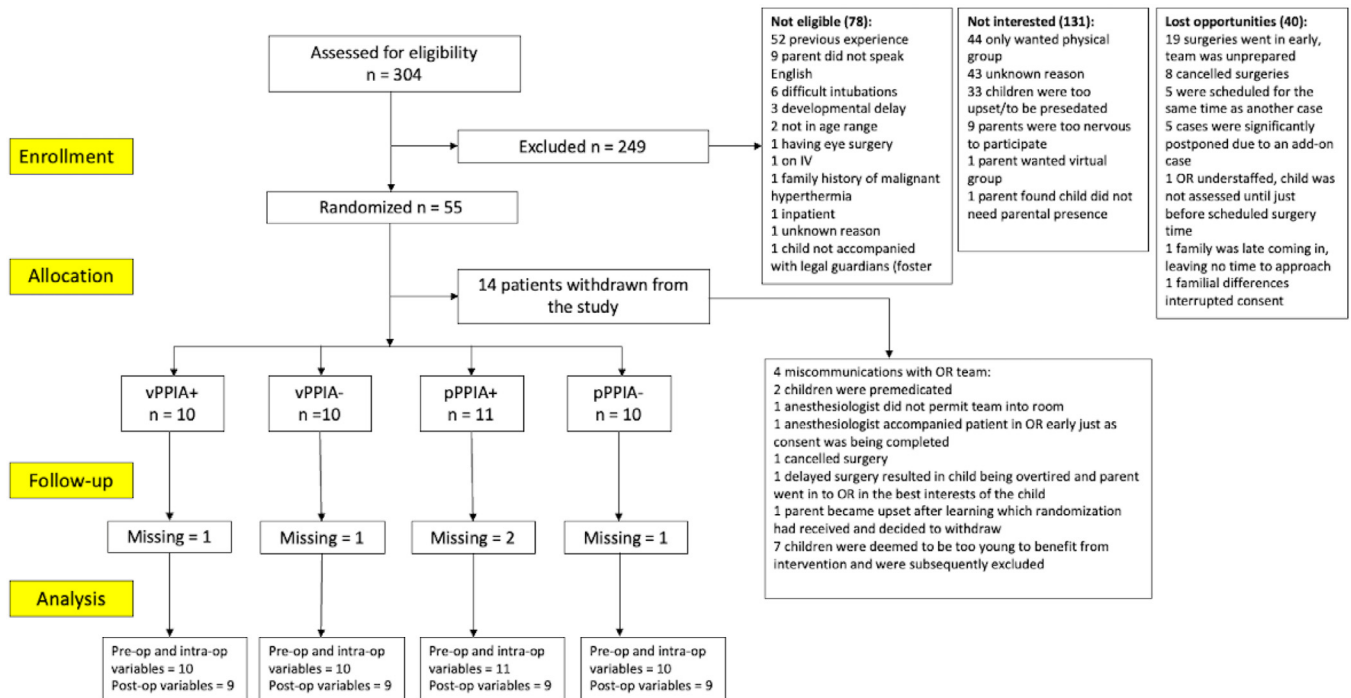 Assessed for eligibility
n = 304
Not eligible (78):
52 previous experience
9 parent did not speak
English
6 difficult intubations
3 developmental delay
2 not in age range
1 having eye surgery
1 on IV
1 family history of malignant
hyperthermia
1 inpatient
1 unknown reason
1 child not accompanied
with legal guardians (foster
Not interested (131):
44 only wanted physical
group
43 unknown reason
33 children were too
upset/to be presedated
9 parents were too nervous
to participate
1 parent wanted virtual
group
1 parent found child did not
need parental presence
Lost opportunities (40):
19 surgeries went in early,
team was unprepared
8 cancelled surgeries
5 were scheduled for the
same time as another case
5 cases were significantly
postponed due to an add-on
case
1 OR understaffed, child was
not assessed until just
before scheduled surgery
time
1 family was late coming in,
leaving no time to approach
1 familial differences
interrupted consent
Enrollment
Excluded n = 249
Randomized n = 55
Allocation
14 patients withdrawn from
the study
4 miscommunications with OR team:
2 children were premedicated
1 anesthesiologist did not permit team into room
1 anesthesiologist accompanied patient in OR early just as
consent was being completed
1 cancelled surgery
1 delayed surgery resulted in child being overtired and parent
went in to OR in the best interests of the child
1 parent became upset after learning which randomization
had received and decided to withdraw
7 children were deemed to be too young to benefit from
intervention and were subsequently excluded
vPPIA+
n = 10
vPPIA-
n =10
pPPIA+
n = 11
pPPIA-
n = 10
Follow-up
Missing = 1
Missing = 1
Missing = 2
Missing = 1
Analysis
Pre-op and intra-op
variables = 10
Post-op variables = 9
Pre-op and intra-op
variables = 10
Post-op variables = 9
Pre-op and intra-op
variables = 11
Post-op variables = 9
Pre-op and intra-op
variables = 10
Post-op variables = 9